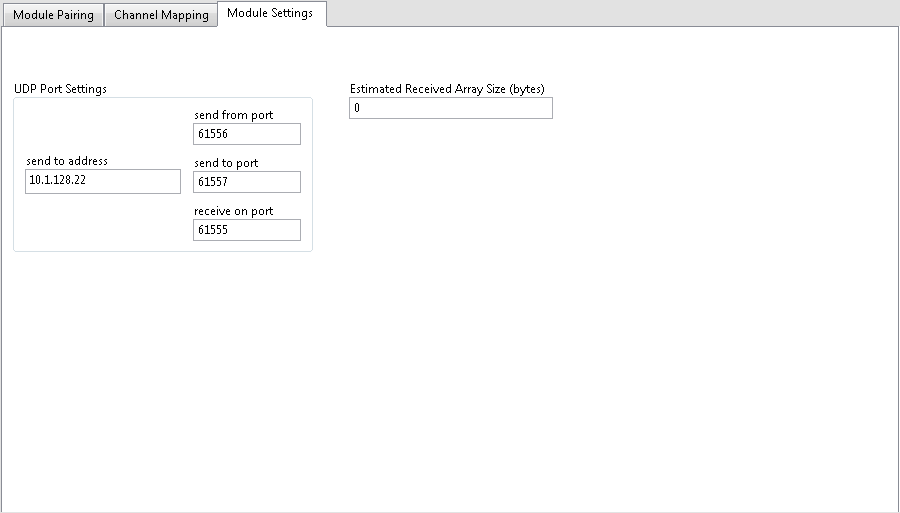 Module Pairing
Channel Mapping
Module Settings
UDP Port Settings
send from port
61556
send to address
10.1.128.22
send to port
61557
receive on port
61555
Estimated Received Array Size (bytes)
0